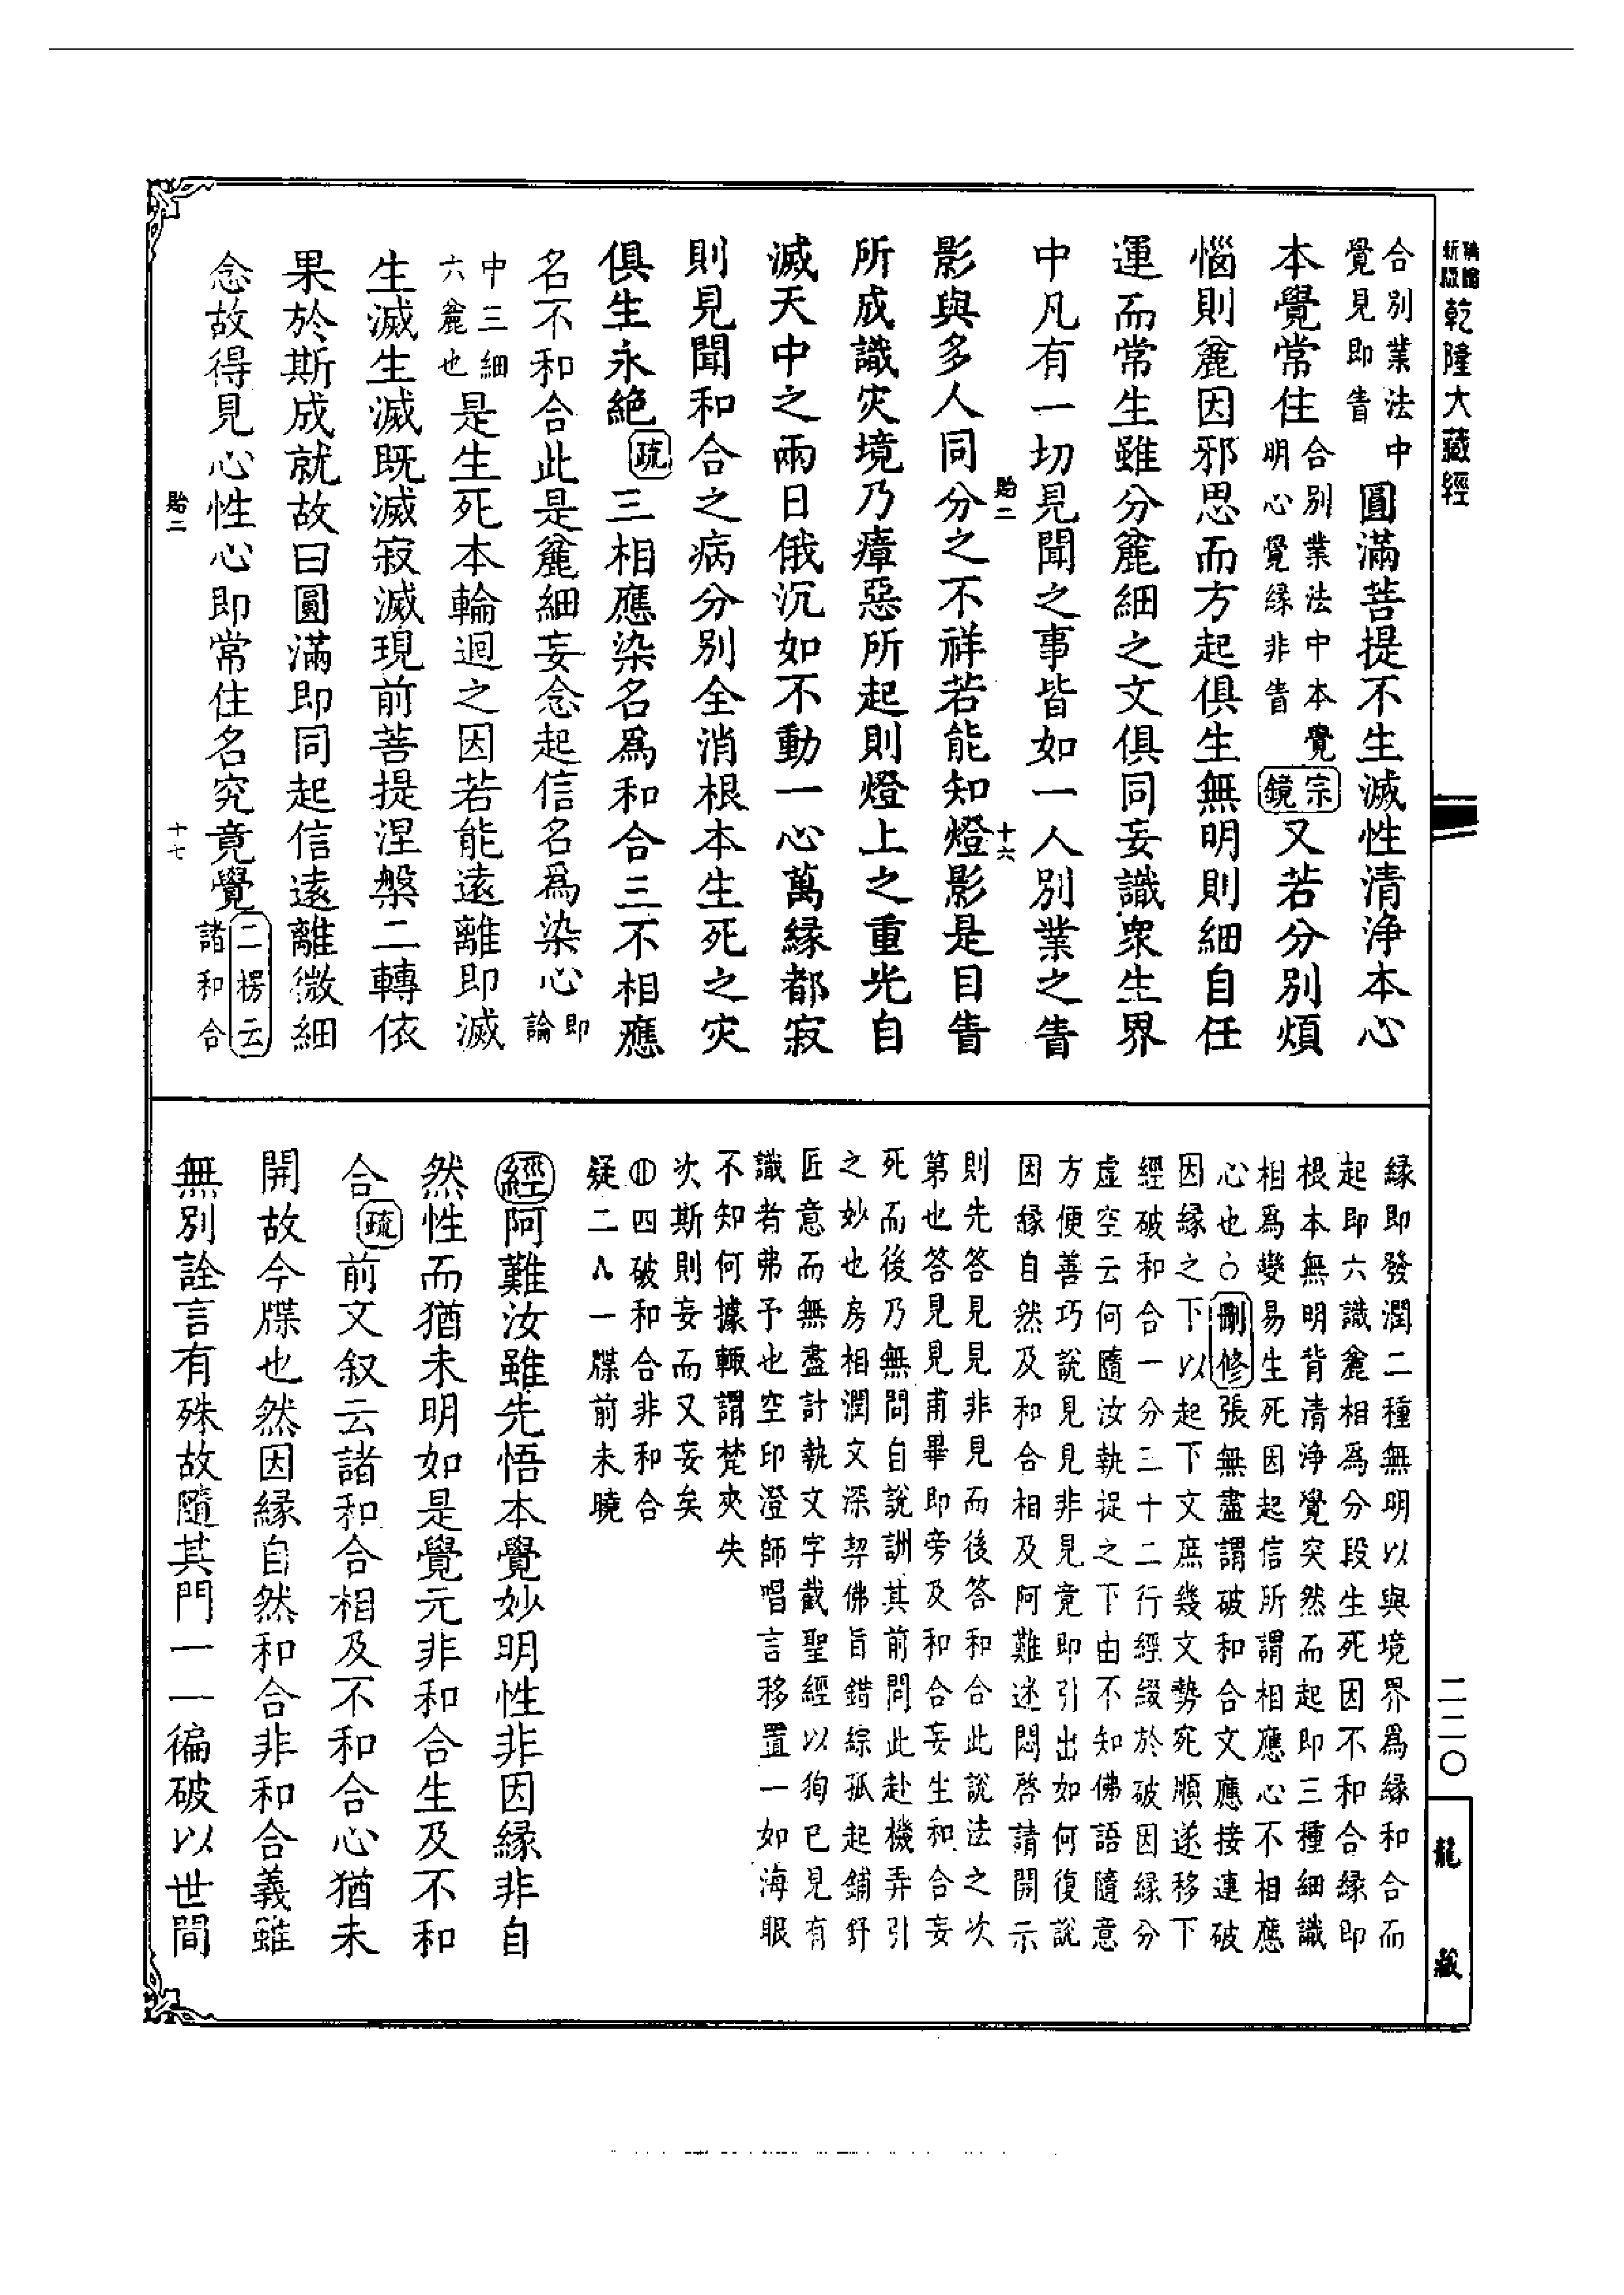 乾隆大藏經
合別業法中
覺見即眚
圓滿菩提不生滅性清淨本心
本覺常住
合別業法中本覺
明心覺緣非眚
宗鏡
又若分別煩
惱則麄因邪思而方起俱生無明則細自任
運而常生雖分麄細之文俱同妄識衆生界
中凡有一切見聞之事皆如一人別業之眚
貽二
十六
影與多人同分之不祥若能知燈影是目眚
所成識灾境乃瘴惡所起則燈上之重光自
滅天中之兩日俄沉如不動一心萬緣都寂
則見聞和合之病分別全消根本生死之灾
俱生永絶
疏
三相應染名爲和合三不相應
名不和合此是麄細妄念起信名爲染心
即論
中三細
六麄也
是生死本輪迴之因若能遠離即滅
生滅生滅既滅寂滅現前菩提涅槃二轉依
果於斯成就故曰圓滿即同起信遠離微細
念故得見心性心即常住名究竟覺
二楞云
諸和合
貽二
十七
緣即發潤二種無明以與境界爲緣和合而
起即六識麄相爲分段生死因不和合緣即
根本無明背清淨覺突然而起即三種細識
相爲變易生死因起信所謂相應心不相應
心也○刪修張無盡謂破和合文應接連破
因緣之下以起下文庶幾文勢宛順遂移下
經破和合一分三十二行經綴於破因緣分
虛空云何隨汝執捉之下由不知佛語隨意
方便善巧說見見非見竟即引出如何復說
因緣自然及和合相及阿難迷悶啓請開示
則先答見見非見而後答和合此說法之次
第也答見見甫畢即旁及和合妄生和合妄
死而後乃無問自說訓其前問此赴機弄引
之妙也房相潤文深契佛旨錯綜孤起鋪舒
匠意而無盡計執文字截聖經以狥已見有
識者弗予也空印澄師唱言移置一如海眼
不知何據輙謂梵夾失
次斯則妄而又妄矣
四破和合非和合
疑二 一牒前未曉
經阿難汝雖先悟本覺妙明性非因緣非自
然性而猶未明如是覺元非和合生及不和
合疏前文叙云諸和合相及不和合心猶未
開故今牒也然因緣自然和合非和合義雖
無別詮言有殊故隨其門一一徧破以世間
二二〇
龍藏